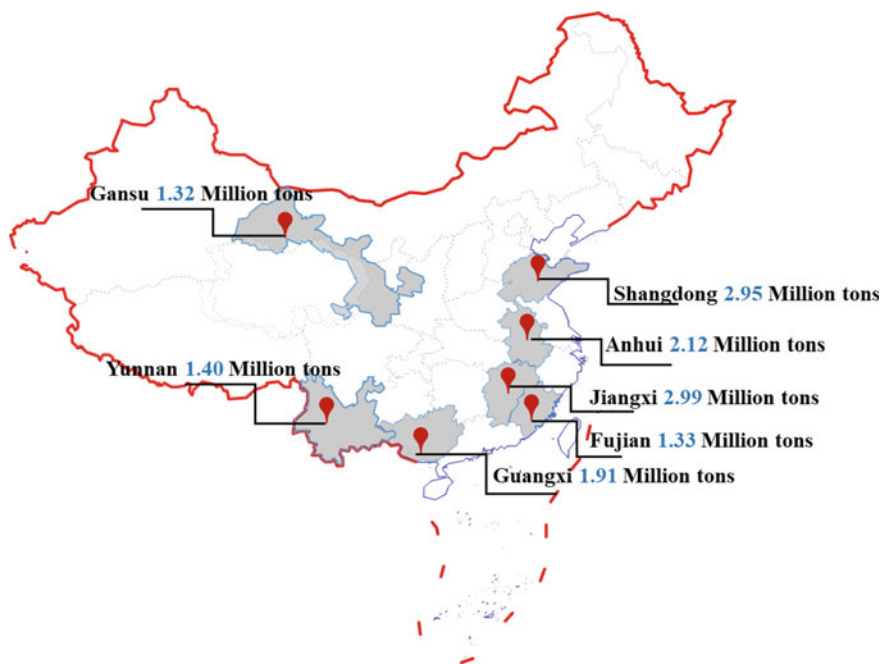 Gansu 1.32 Million tons
Shangdong 2.95 Million tons
Anhui 2.12 Million tons
Yunnan 1.40 Million tons
Jiangxi 2.99 Million tons
Fujian 1.33 Million tons
Guangxi 1.91 Million tons